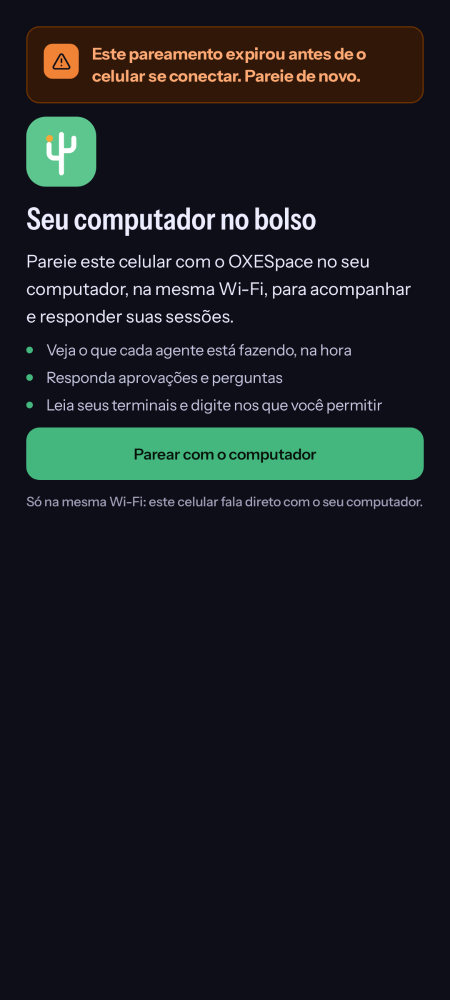 Este pareamento expirou antes de o
celular se conectar. Pareie de novo.
Seu computador no bolso
Pareie este celular com o OXESpace no seu
computador, na mesma Wi-Fi, para acompanhar
e responder suas sessões.
Veja o que cada agente está fazendo, na hora
Responda aprovações e perguntas
Leia seus terminais e digite nos que você permitir
Parear com o computador
Só na mesma Wi-Fi: este celular fala direto com o seu computador.